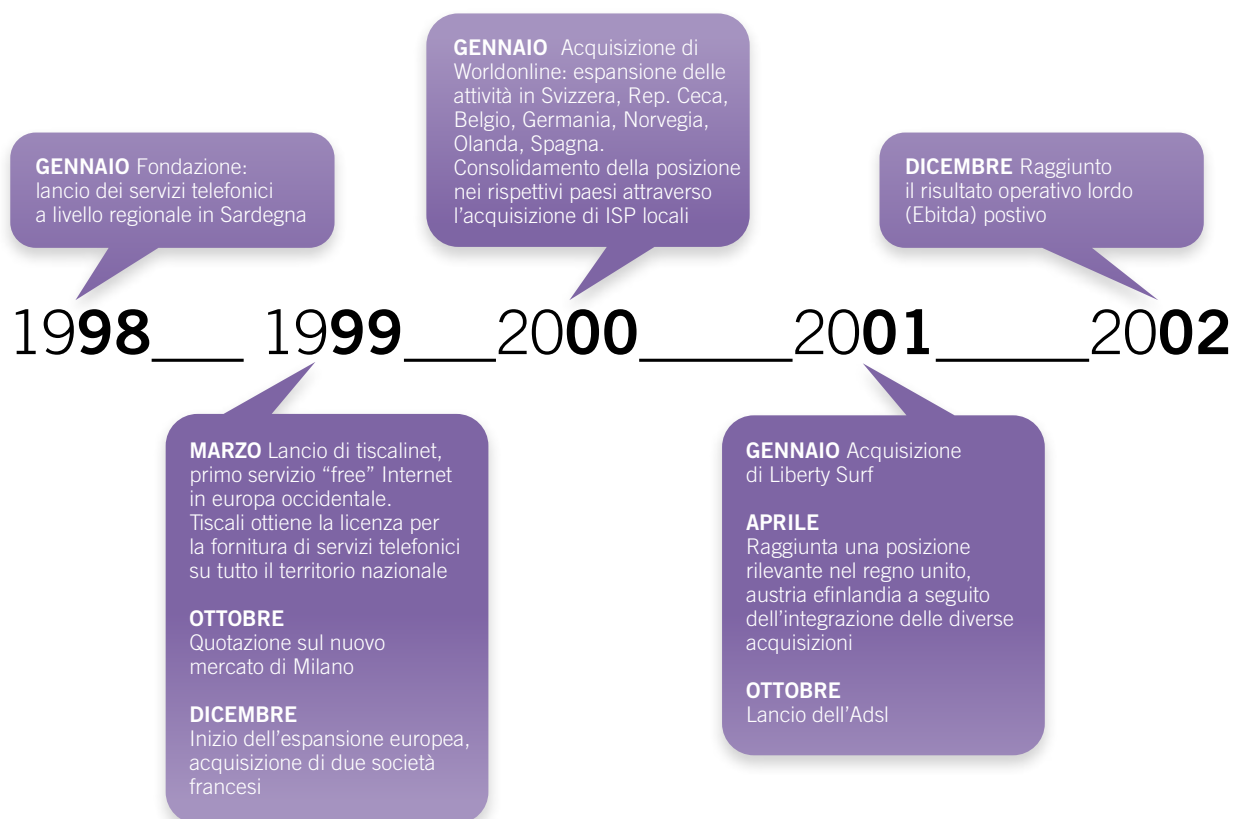 GENNAIO Fondazione:
lancio dei servizi telefonici
a livello regionale in Sardegna
GENNAIO Acquisizione di
Worldonline: espansione delle
attività in Svizzera, Rep. Ceca,
Belgio, Germania, Norvegia,
Olanda, Spagna.
Consolidamento della posizione
nei rispettivi paesi attraverso
l'acquisizione di ISP locali
DICEMBRE Raggiunto
il risultato operativo lordo
(Ebitda) postivo
1998___ 1999___2000_____2001_____2002
MARZO Lancio di tiscalinet,
primo servizio “free” Internet
in europa occidentale.
Tiscali ottiene la licenza per
la fornitura di servizi telefonici
su tutto il territorio nazionale
OTTOBRE
Quotazione sul nuovo
mercato di Milano
DICEMBRE
Inizio dell'espansione europea,
acquisizione di due società
francesi
GENNAIO Acquisizione
di Liberty Surf
APRILE
Raggiunta una posizione
rilevante nel regno unito,
austria efinlandia a seguito
dell'integrazione delle diverse
acquisizioni
OTTOBRE
Lancio dell'Adsl